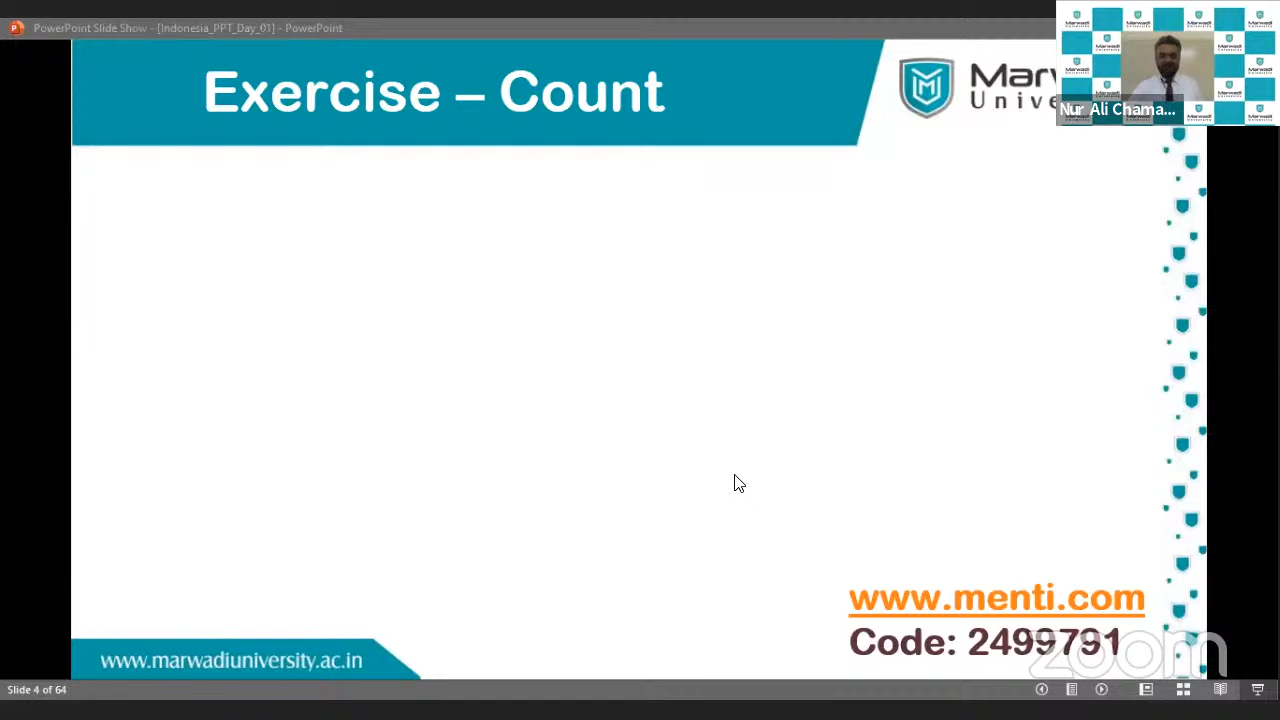 PowerPoint Slide Show - [Indonesia_PPT_Day_01] - PowerPoint
Exercise – Count
Nur Ali Chama...
www.menti.com
Code: 2499791
zoom
www.marwadiuniversity.ac.in
Slide 4 of 64